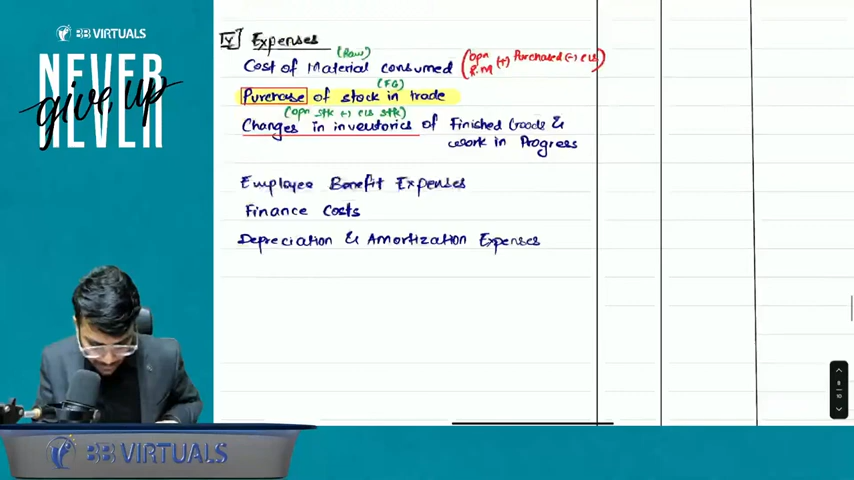 BB VIRTUALS
NEVER
give up
IV] Expenses
(Raw)
Cost of Material consumed (opn R.M (+) Purchased (-) cls)
(FG)
Purchase of stock in trade
(opn stk (-) cls stk)
Changes in inventories of Finished Goods &
work in Progress
Employee Benefit Expenses
Finance Costs
Depreciation & Amortization Expenses
BB VIRTUALS